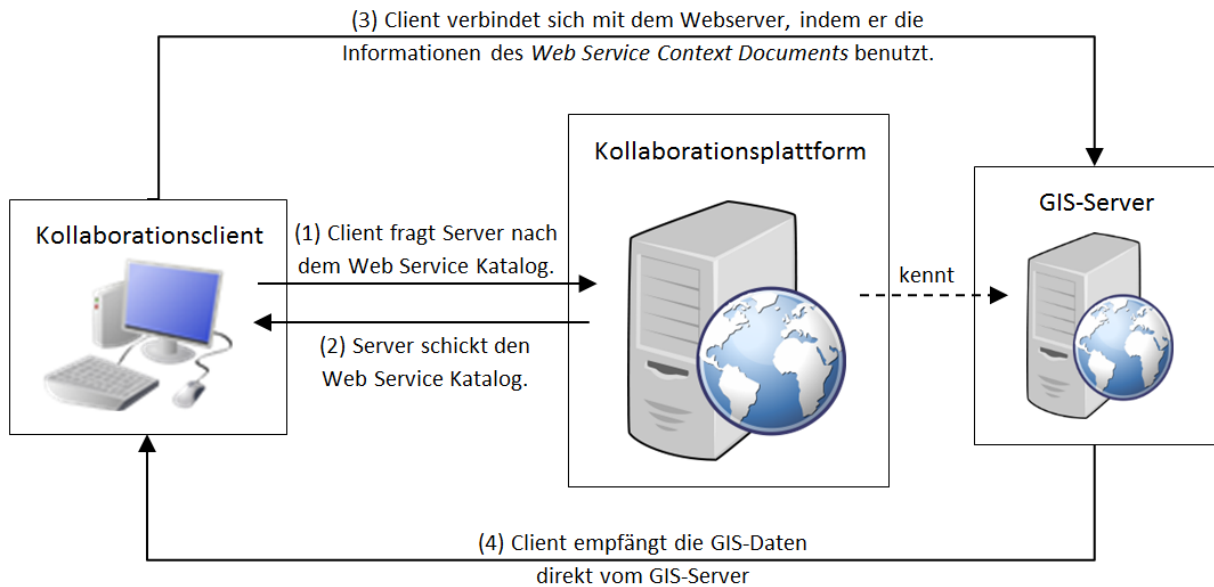 (3) Client verbindet sich mit dem Webserver, indem er die
Informationen des Web Service Context Documents benutzt.
Kollaborationsplattform
GIS-Server
Kollaborationsclient
(1) Client fragt Server nach
dem Web Service Katalog.
kennt
(2) Server schickt den
Web Service Katalog.
(4) Client empfängt die GIS-Daten
direkt vom GIS-Server